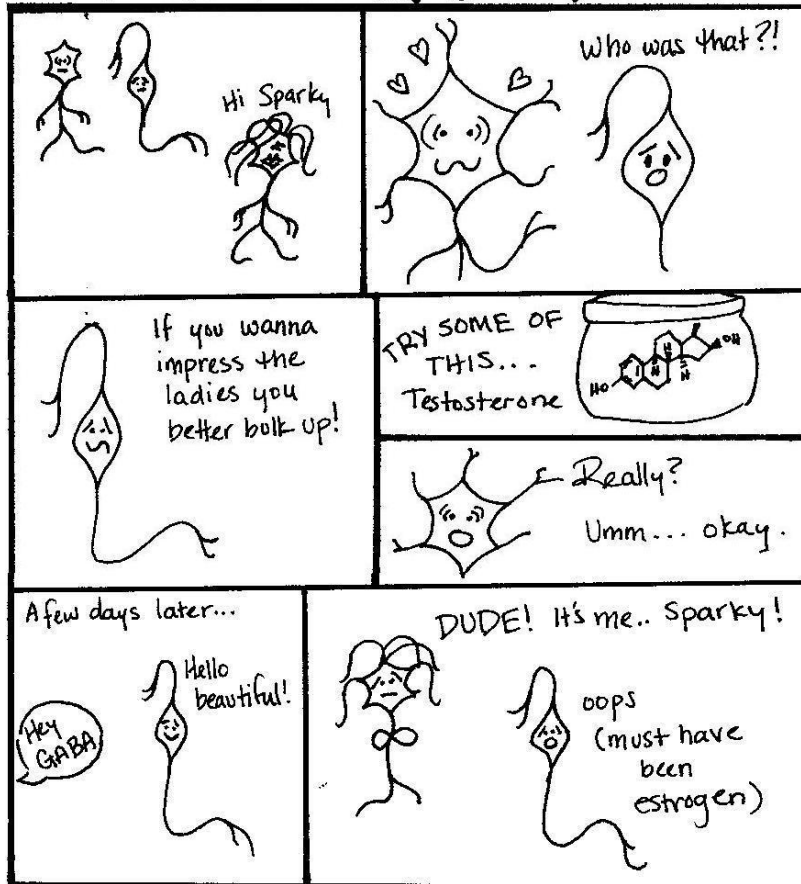 Hi Sparky
Who was that?!
If you wanna
impress the
ladies you
better bulk up!
TRY SOME OF
THIS...
Testosterone
HO
H
H
H
OH
Really?
Umm... okay.
A few days later...
Hey
GABA
Hello
beautiful!
DUDE! It's me.. Sparky!
oops
(must have
been
estrogen)